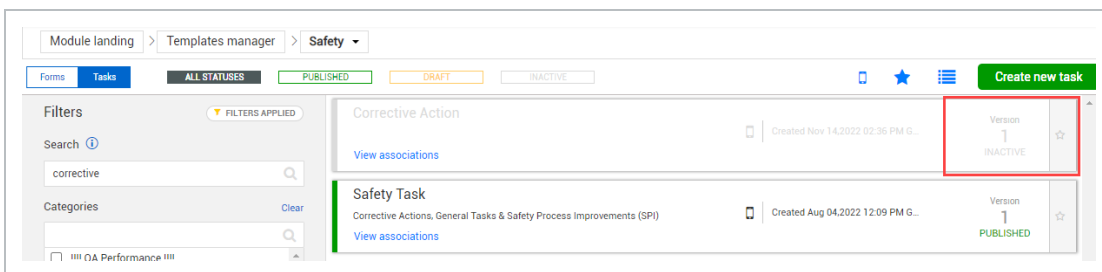 Module landing > Templates manager > Safety
Forms Tasks ALL STATUSES PUBLISHED DRAFT INACTIVE Create new task
Filters FILTERS APPLIED
Search
corrective
Categories Clear
!!!! QA Performance !!!!
Corrective Action
Created Nov 14,2022 02:36 PM G...
View associations
Version
1
INACTIVE
Safety Task
Corrective Actions, General Tasks & Safety Process Improvements (SPI)
Created Aug 04,2022 12:09 PM G...
View associations
Version
1
PUBLISHED